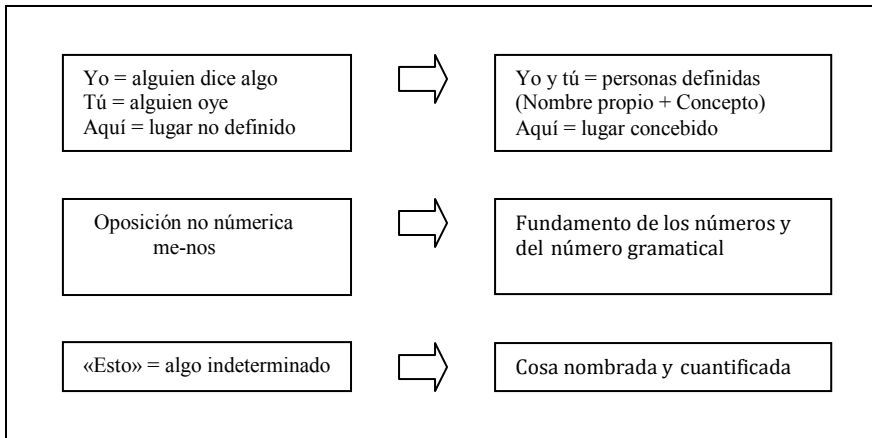 Yo = alguien dice algo
Tú = alguien oye
Aquí = lugar no definido
Yo y tú = personas definidas
(Nombre propio + Concepto)
Aquí = lugar concebido
Oposición no númerica
me-nos
Fundamento de los números y
del número gramatical
«Esto» = algo indeterminado
Cosa nombrada y cuantificada